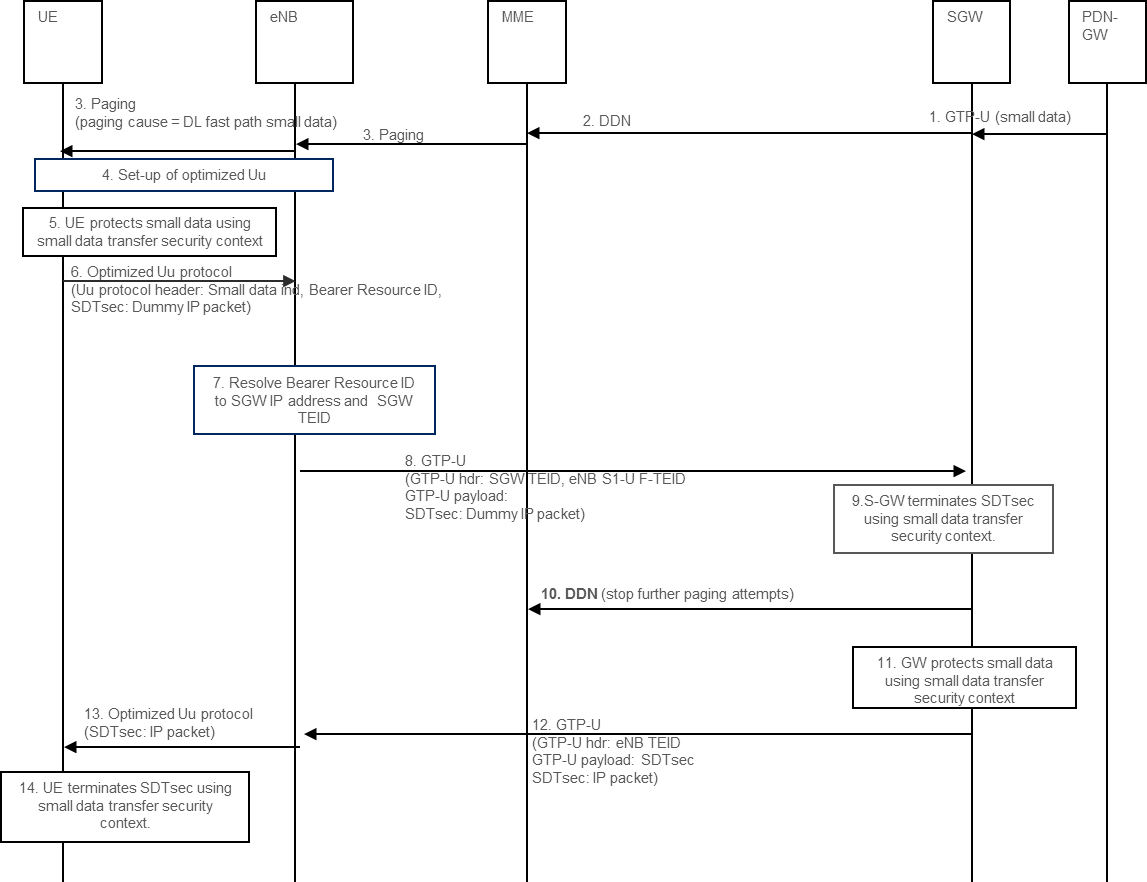 UE
eNB
MME
SGW
PDN-
GW
3. Paging
(paging cause = DL fast path small data)
3. Paging
2. DDN
1. GTP-U (small data)
4. Set-up of optimized Uu
5. UE protects small data using
small data transfer security context
6. Optimized Uu protocol
(Uu protocol header: Small data ind, Bearer Resource ID,
SDTsec: Dummy IP packet)
7. Resolve Bearer Resource ID
to SGW IP address and SGW
TEID
8. GTP-U
(GTP-U hdr: SGW TEID, eNB S1-U F-TEID
GTP-U payload:
SDTsec: Dummy IP packet)
9.S-GW terminates SDTsec
using small data transfer
security context.
10. DDN (stop further paging attempts)
11. GW protects small data
using small data transfer
security context
12. GTP-U
(GTP-U hdr: eNB TEID
GTP-U payload: SDTsec
SDTsec: IP packet)
13. Optimized Uu protocol
(SDTsec: IP packet)
14. UE terminates SDTsec using
small data transfer security
context.